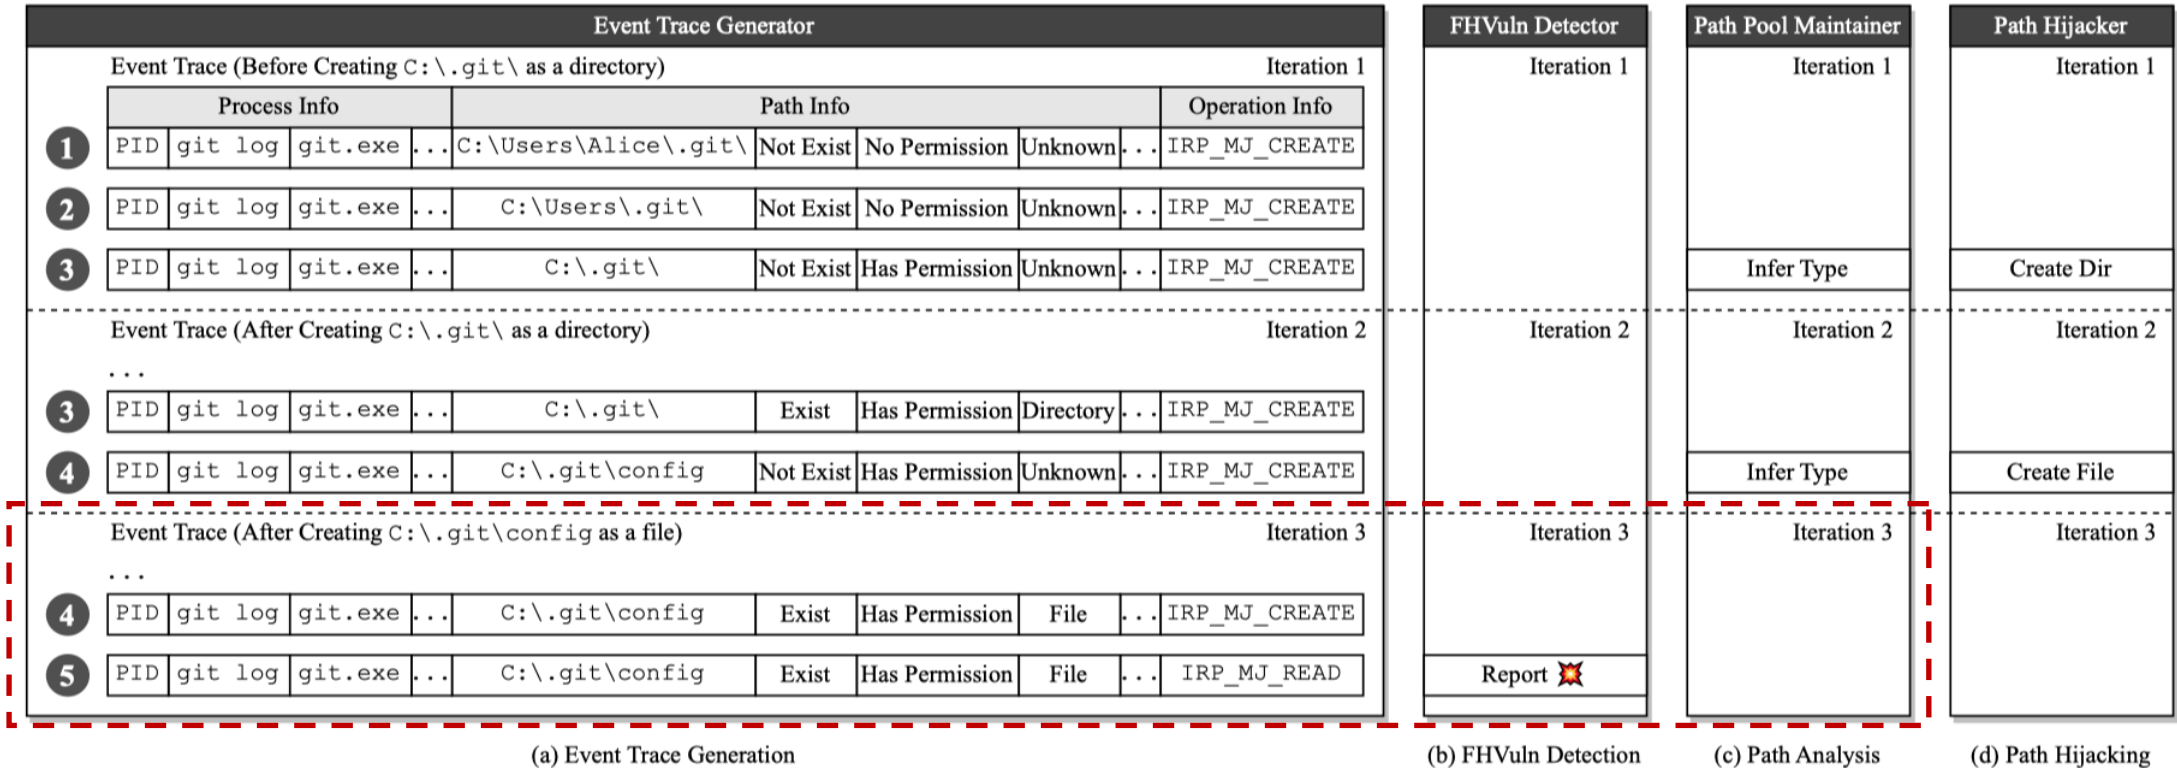 Event Trace Generator
FHVuln Detector
Path Pool Maintainer
Path Hijacker
Event Trace (Before Creating C:\.git\ as a directory) Iteration 1
Iteration 1
Iteration 1
Iteration 1
Process Info Path Info Operation Info
1 PID git log git.exe ... C:\Users\Alice\.git\ Not Exist No Permission Unknown ... IRP_MJ_CREATE
2 PID git log git.exe ... C:\Users\.git\ Not Exist No Permission Unknown ... IRP_MJ_CREATE
3 PID git log git.exe ... C:\.git\ Not Exist Has Permission Unknown ... IRP_MJ_CREATE
Infer Type
Create Dir
Event Trace (After Creating C:\.git\ as a directory) Iteration 2
Iteration 2
Iteration 2
Iteration 2
...
3 PID git log git.exe ... C:\.git\ Exist Has Permission Directory ... IRP_MJ_CREATE
4 PID git log git.exe ... C:\.git\config Not Exist Has Permission Unknown ... IRP_MJ_CREATE
Infer Type
Create File
Event Trace (After Creating C:\.git\config as a file) Iteration 3
Iteration 3
Iteration 3
Iteration 3
...
4 PID git log git.exe ... C:\.git\config Exist Has Permission File ... IRP_MJ_CREATE
5 PID git log git.exe ... C:\.git\config Exist Has Permission File ... IRP_MJ_READ
Report
(a) Event Trace Generation
(b) FHVuln Detection
(c) Path Analysis
(d) Path Hijacking